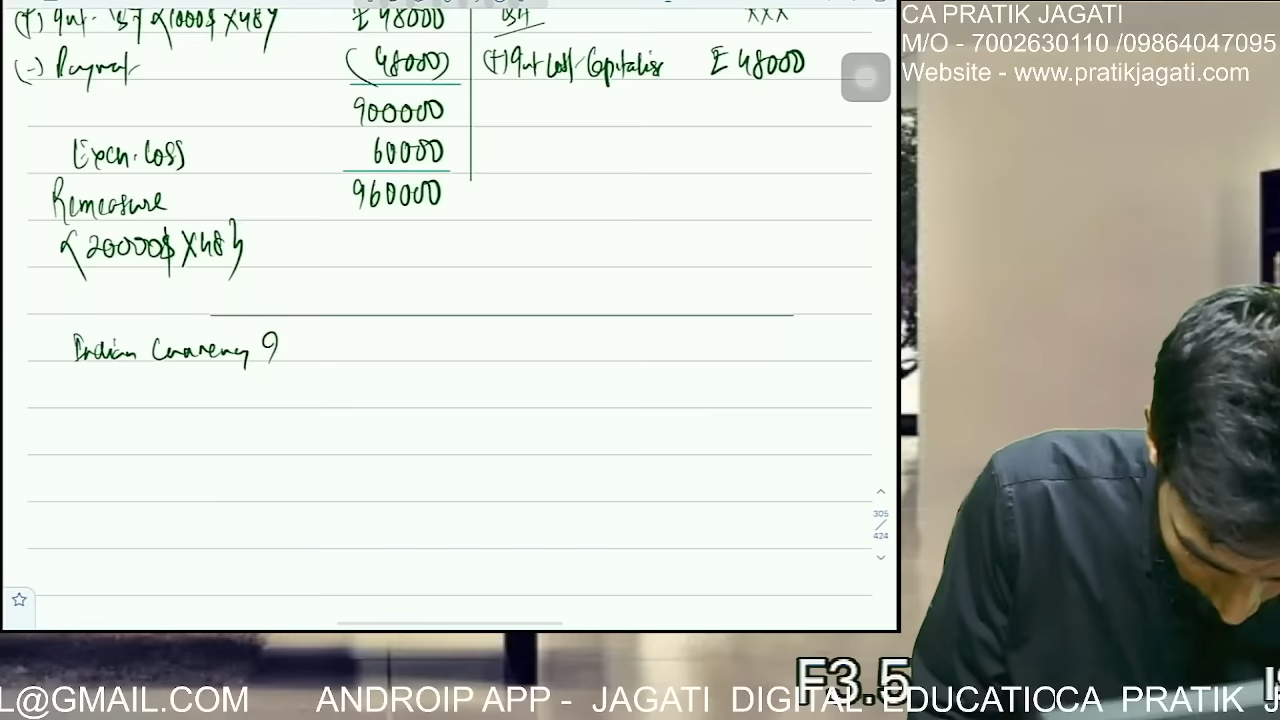 CA PRATIK JAGATI
M/O - 7002630110 /09864047095
Website - www.pratikjagati.com
(+) Int. {1000$ X 48} ₹ 48000
(-) Payment (48000)
900000
Exch. Loss 60000
960000
Remeasure
{20000$ X 48}
XXX
(+) Int Cost Capitalise ₹ 48000
Indian Currency
305
424
F3.5
L@GMAIL.COM ANDROIP APP - JAGATI DIGITAL EDUCATIOCA PRATIK J